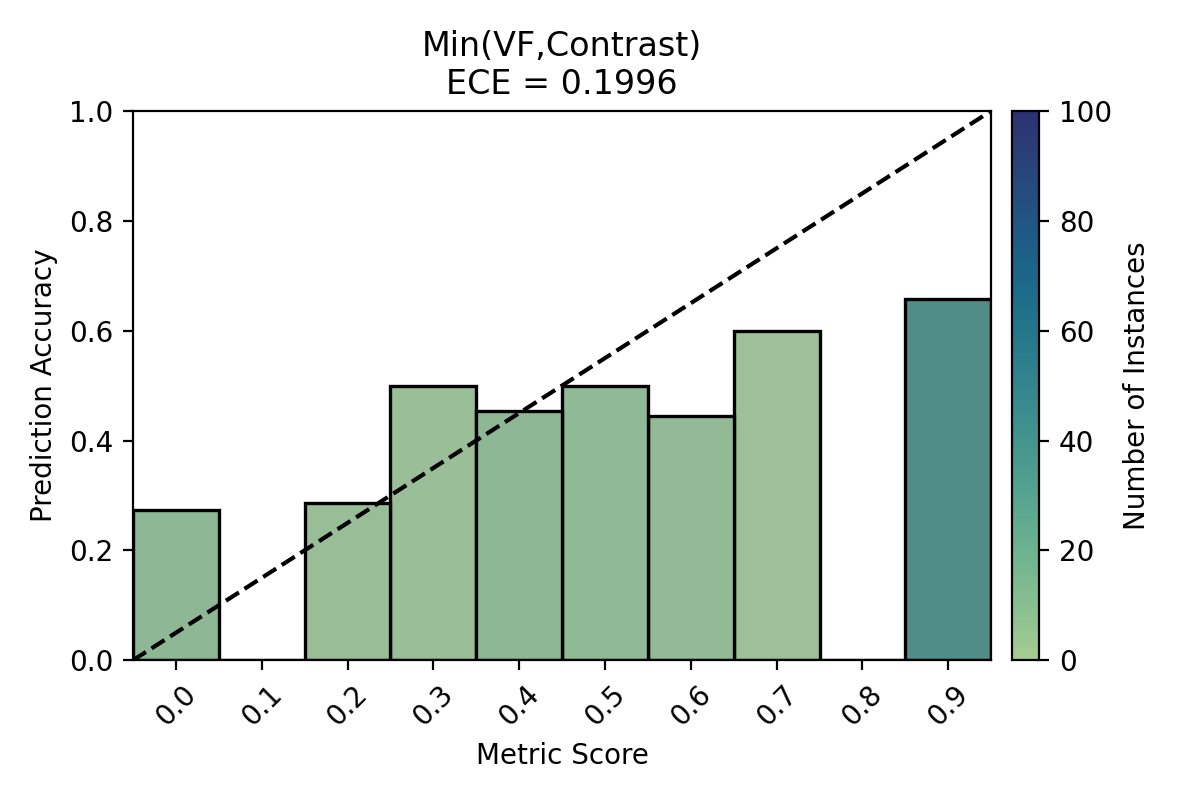 Min(VF,Contrast)
ECE = 0.1996
Prediction Accuracy
1.0
0.8
0.6
0.4
0.2
0.0
0.0 0.1 0.2 0.3 0.4 0.5 0.6 0.7 0.8 0.9
Metric Score
100
80
60
40
20
0
Number of Instances